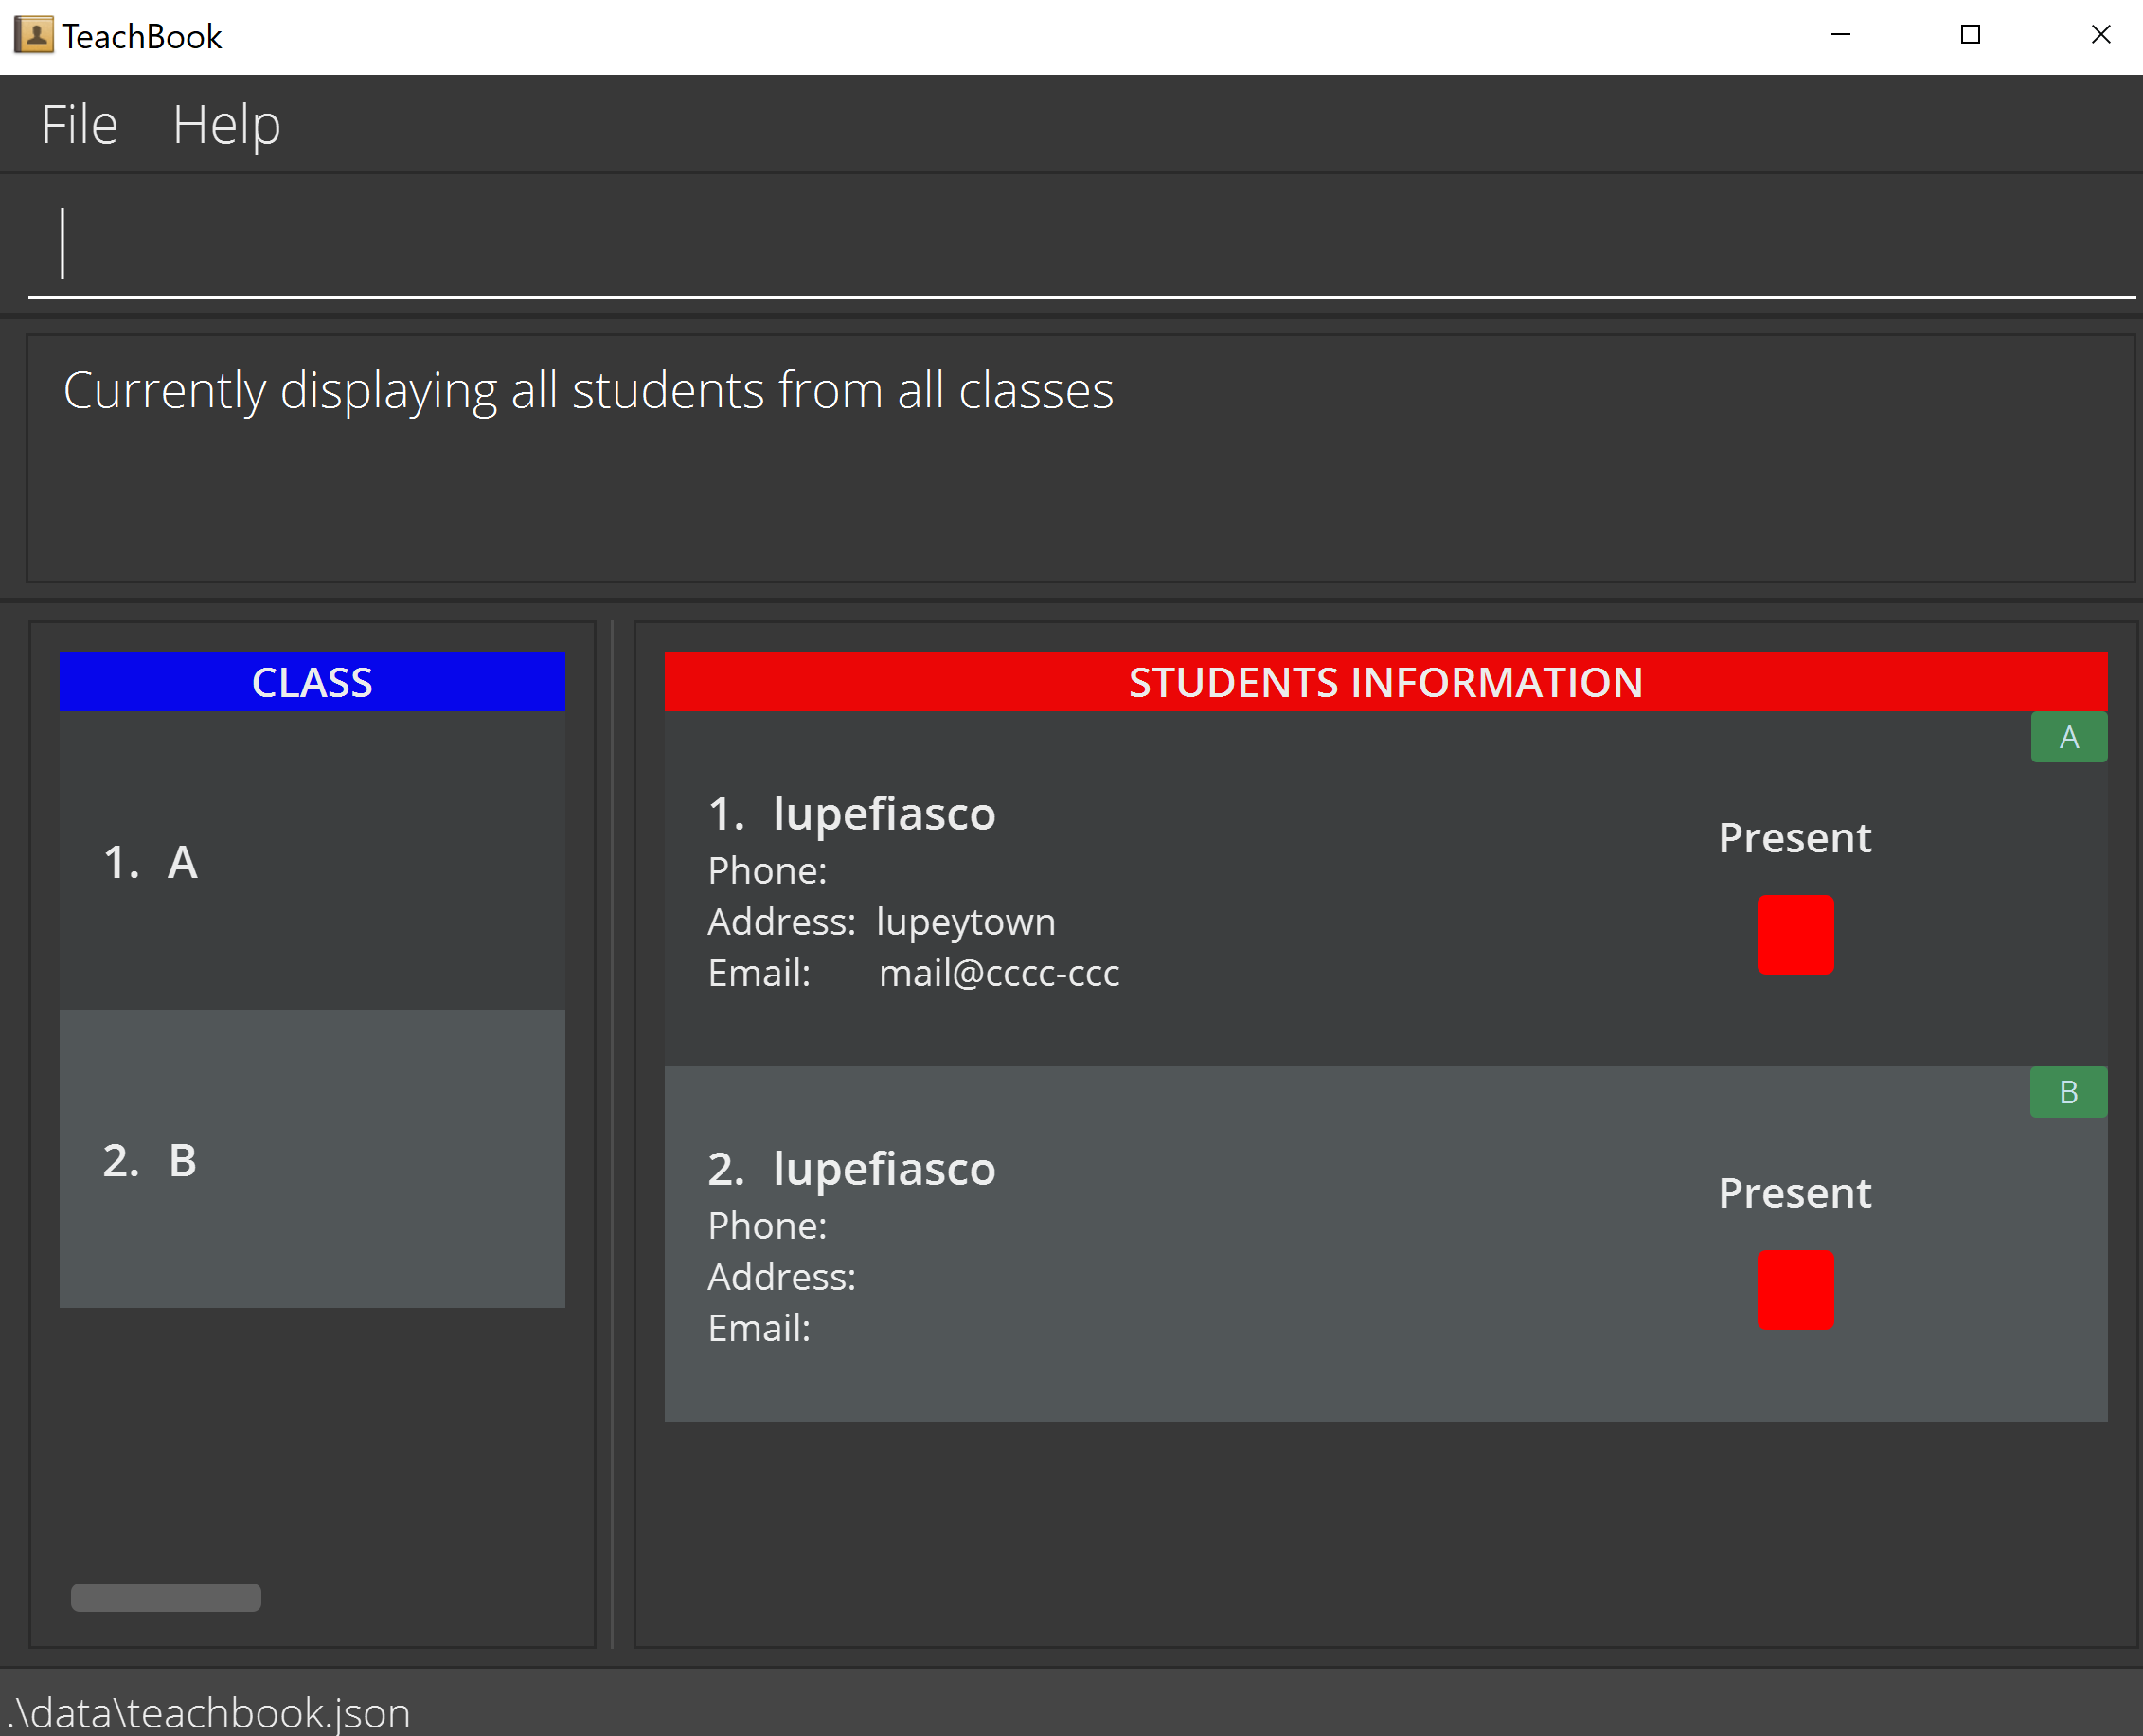 TeachBook
File Help
Currently displaying all students from all classes
CLASS
1. A
2. B
STUDENTS INFORMATION
A
1. lupefiasco
Phone:
Address: lupeytown
Email: mail@cccc-ccc
Present
B
2. lupefiasco
Phone:
Address:
Email:
Present
.\data\teachbook.json